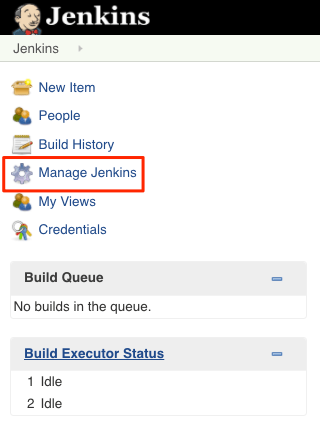 Jenkins
Jenkins
New Item
People
Build History
Manage Jenkins
My Views
Credentials
Build Queue
No builds in the queue.
Build Executor Status
1 Idle
2 Idle